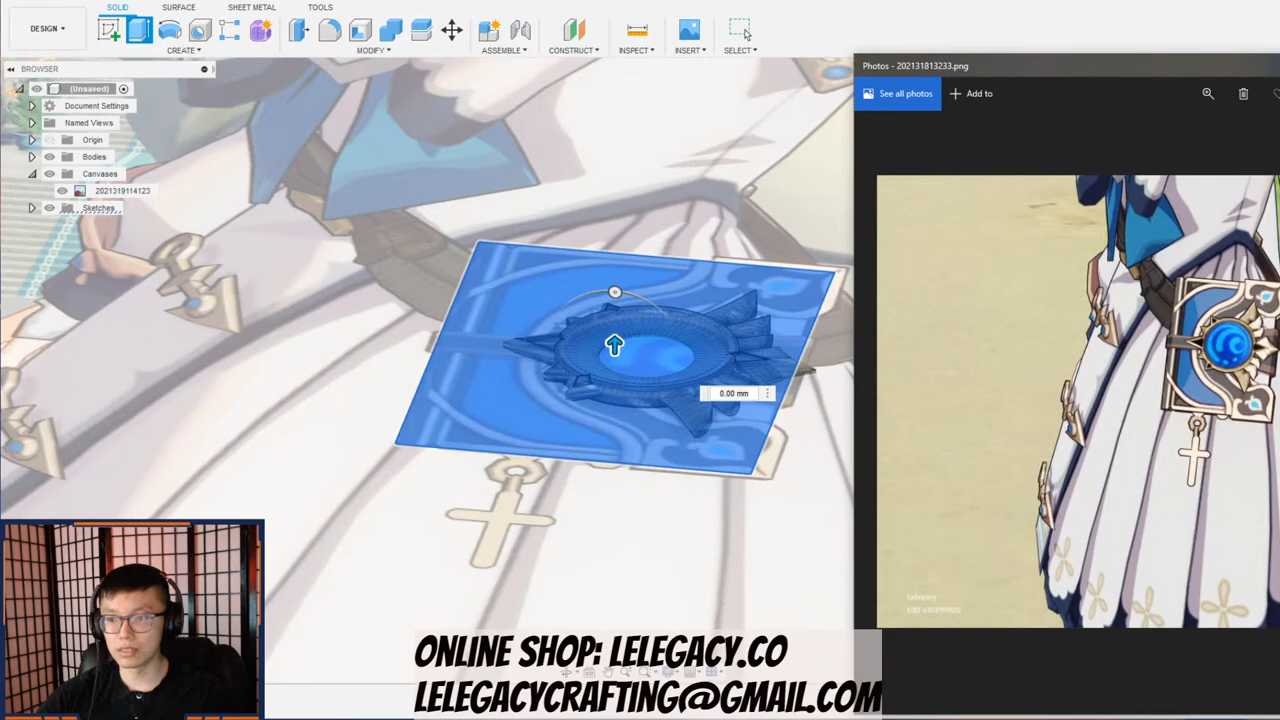 SOLID SURFACE SHEET METAL TOOLS
DESIGN
CREATE MODIFY ASSEMBLE CONSTRUCT INSPECT INSERT SELECT
BROWSER
(Unsaved)
Document Settings
Named Views
Origin
Bodies
Canvases
2021319114123
Sketches
0.00 mm
Photos - 202131813233.png
See all photos
Add to
Lelegacy
ONLINE SHOP: LELEGACY.CO
LELEGACYCRAFTING@GMAIL.COM